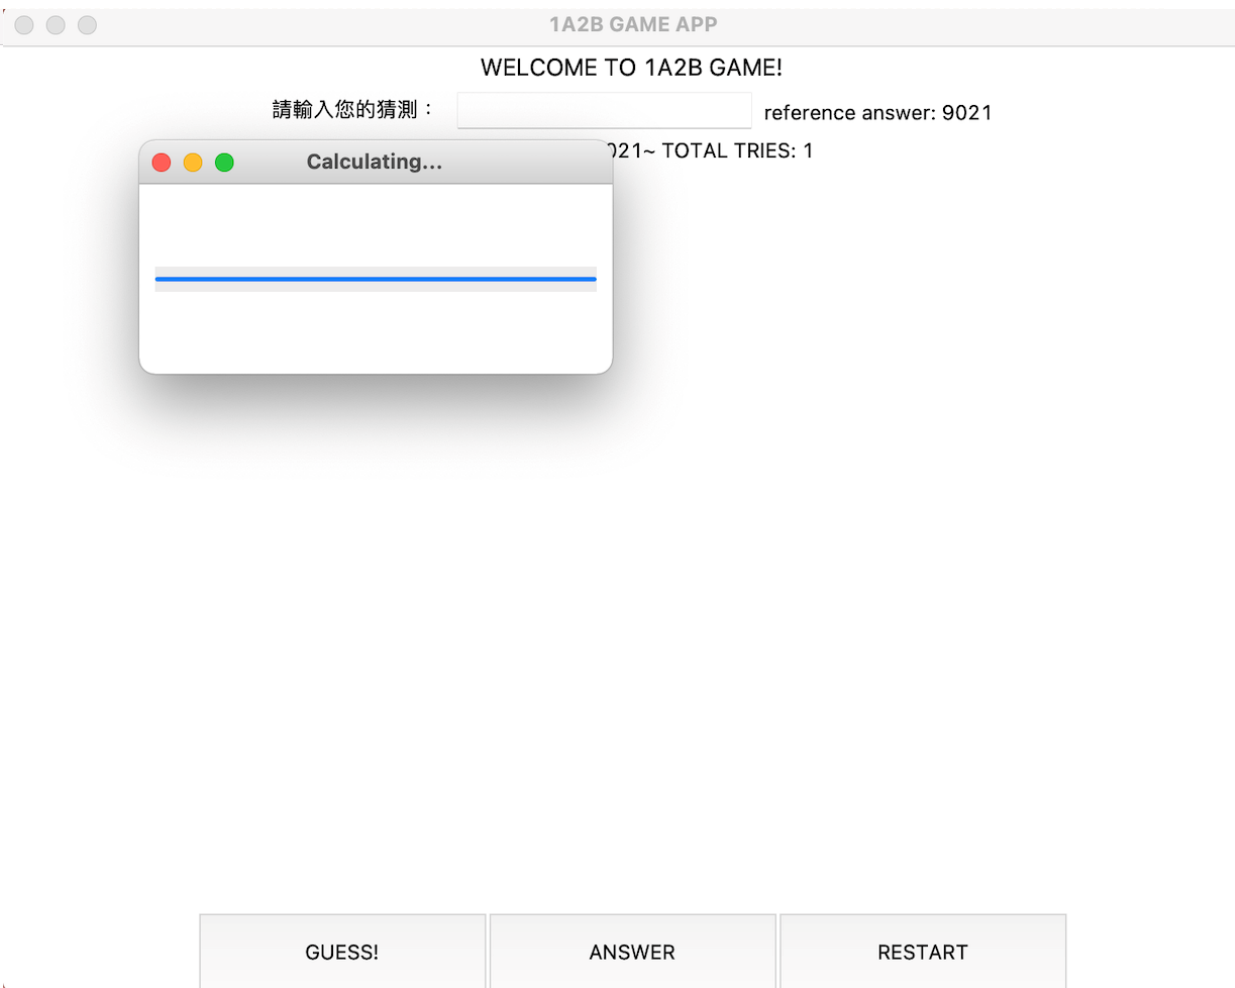 1A2B GAME APP
WELCOME TO 1A2B GAME!
請輸入您的猜測：
reference answer: 9021
021~ TOTAL TRIES: 1
Calculating...
GUESS!
ANSWER
RESTART